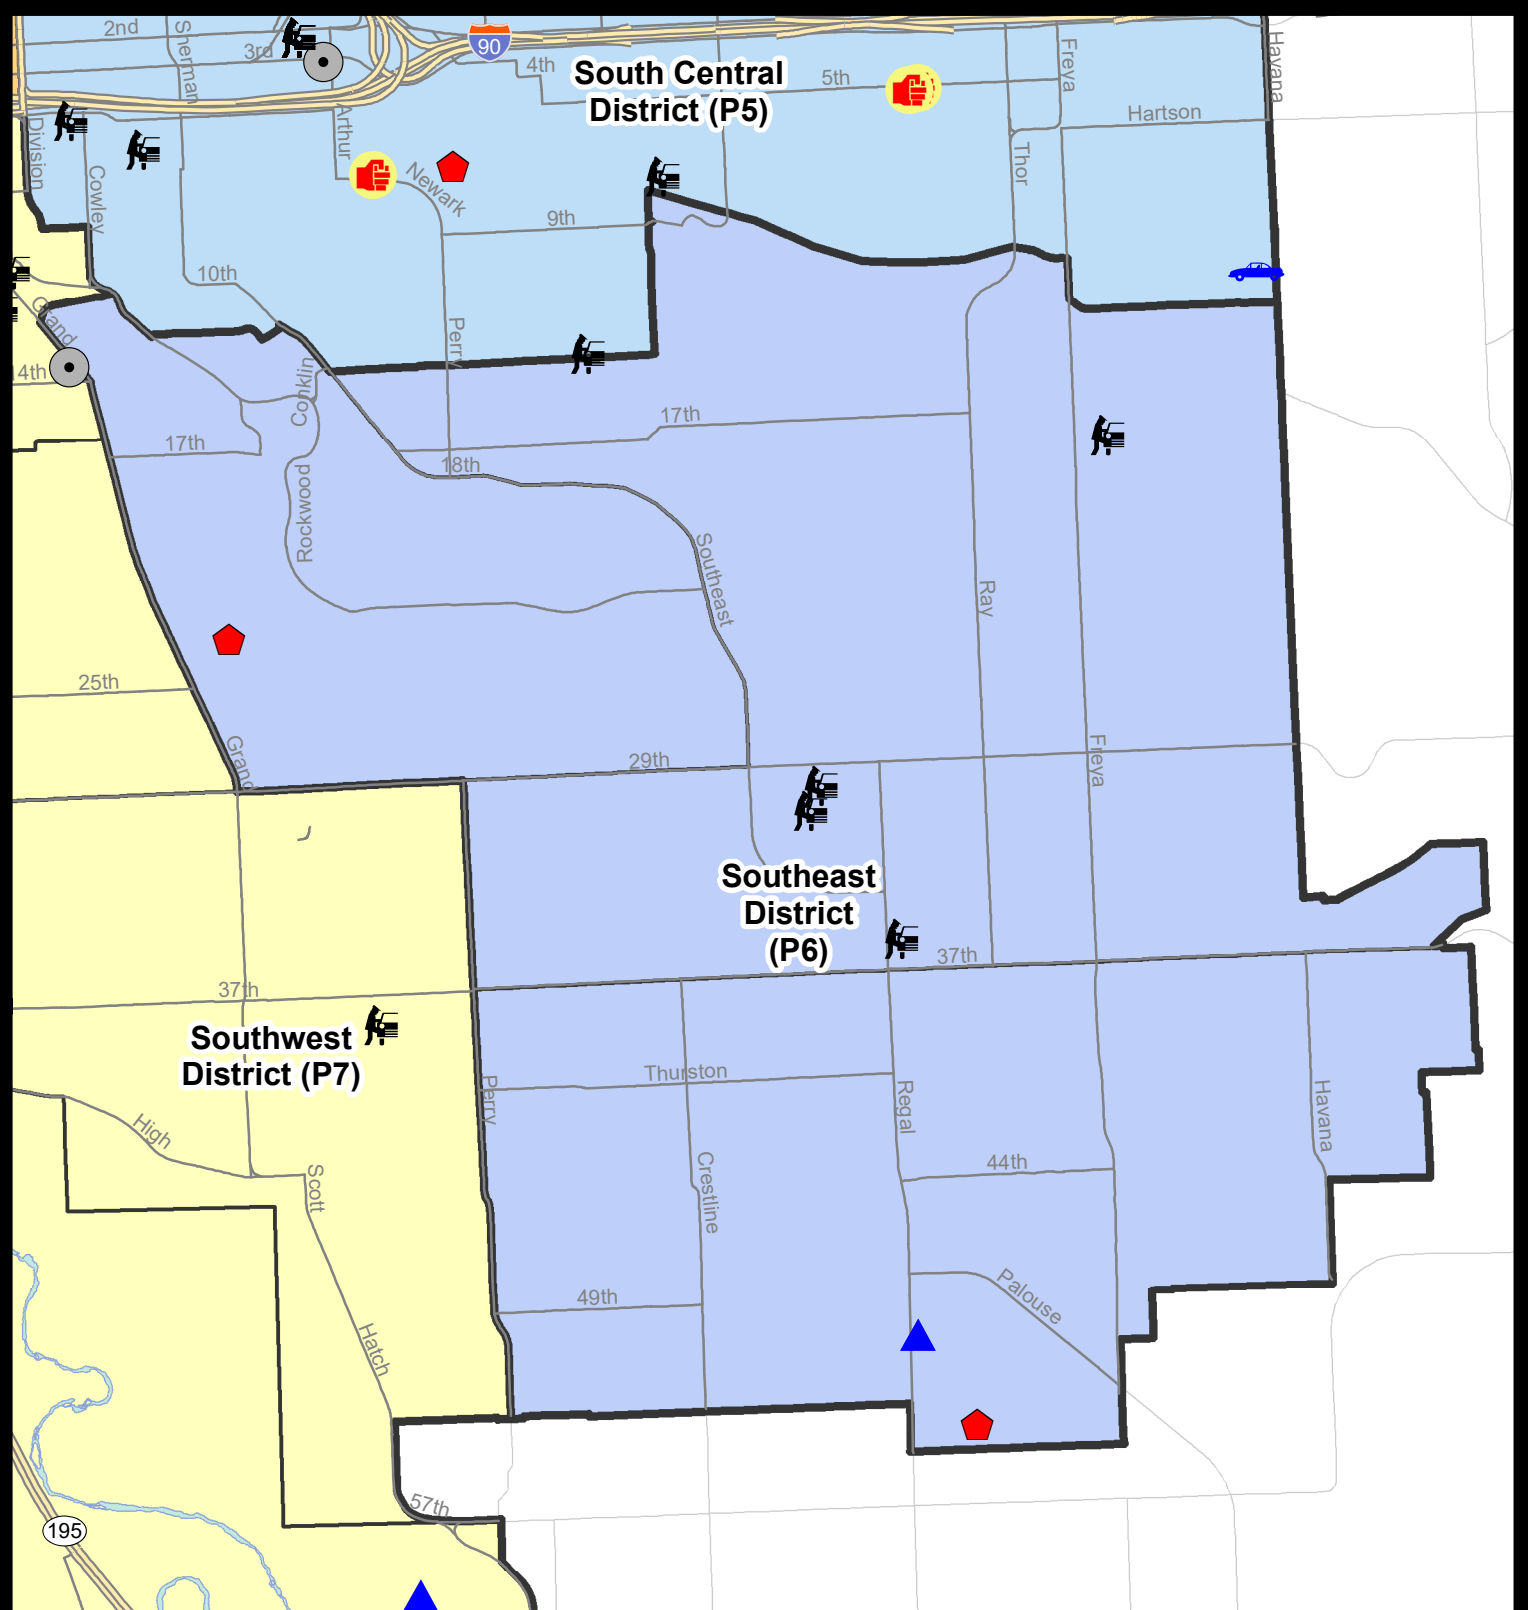 2nd
Sherman
3rd
90
4th
South Central
District (P5)
5th
Freya
Havana
Hartson
Division
Arthur
Cowley
Newark
Thor
9th
10th
Grand
Perry
14th
Conklin
17th
17th
18th
Rockwood
Southeast
Ray
25th
Grand
29th
Freya
Southeast
District
(P6)
37th
37th
Southwest
District (P7)
Thurston
Perry
Regal
Havana
High
Scott
Crestline
44th
49th
Palouse
Hatch
57th
195